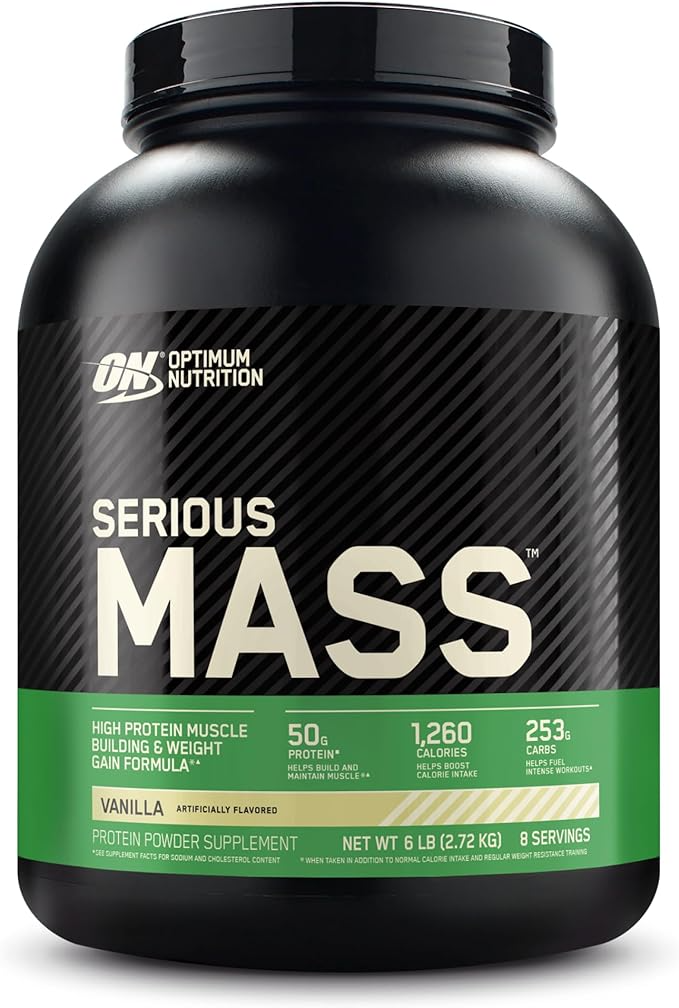 ON® OPTIMUM
NUTRITION
SERIOUS
MASS™
HIGH PROTEIN MUSCLE
BUILDING & WEIGHT
GAIN FORMULA*▲
50G
PROTEIN*
HELPS BUILD AND
MAINTAIN MUSCLE*▲
1,260
CALORIES
HELPS BOOST
CALORIE INTAKE
253G
CARBS
HELPS FUEL
INTENSE WORKOUTS▲
VANILLA ARTIFICIALLY FLAVORED
PROTEIN POWDER SUPPLEMENT NET WT 6 LB (2.72 KG) 8 SERVINGS
*SEE SUPPLEMENT FACTS FOR SODIUM AND CHOLESTEROL CONTENT ▲WHEN TAKEN IN ADDITION TO NORMAL CALORIE INTAKE AND REGULAR WEIGHT RESISTANCE TRAINING